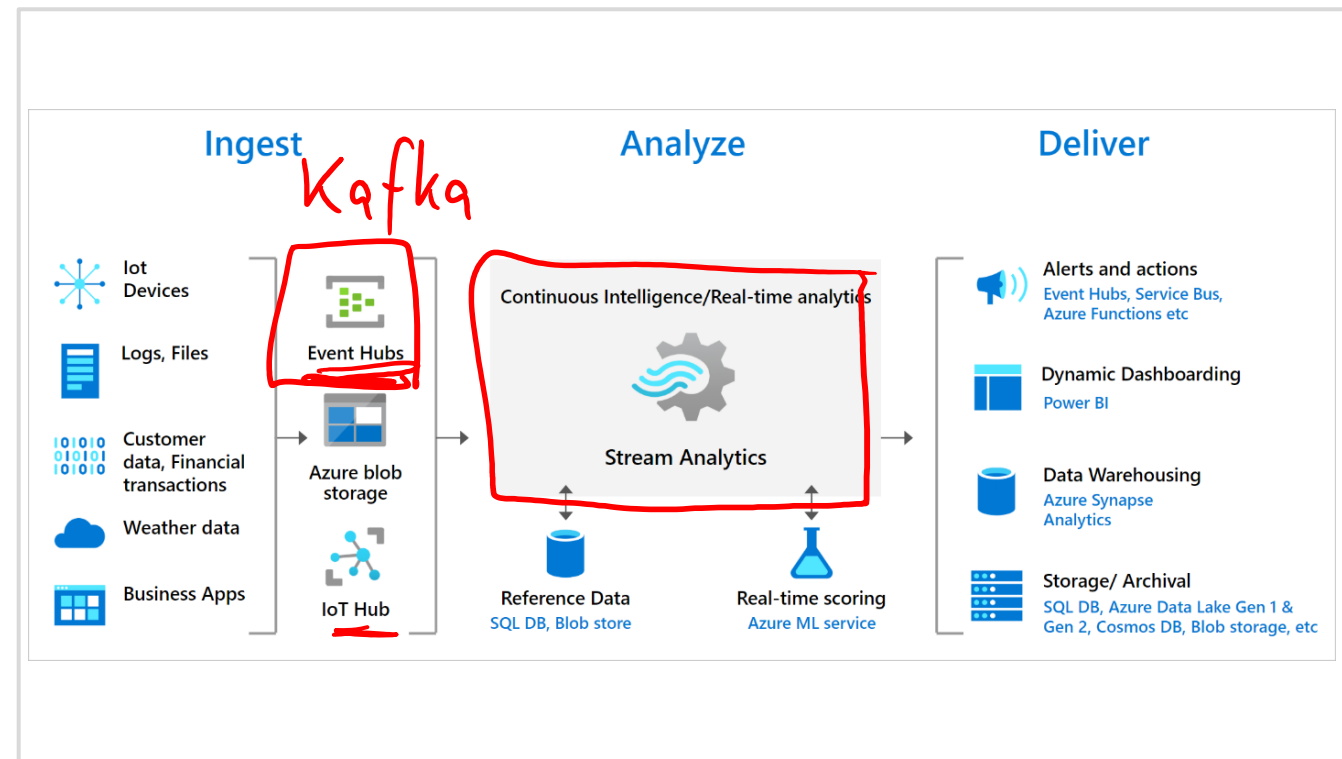 Ingest
Analyze
Deliver
Kafka
Iot
Devices
Logs, Files
Customer
data, Financial
transactions
Weather data
Business Apps
Event Hubs
Azure blob
storage
IoT Hub
Continuous Intelligence/Real-time analytics
Stream Analytics
Reference Data
SQL DB, Blob store
Real-time scoring
Azure ML service
Alerts and actions
Event Hubs, Service Bus,
Azure Functions etc
Dynamic Dashboarding
Power BI
Data Warehousing
Azure Synapse
Analytics
Storage/ Archival
SQL DB, Azure Data Lake Gen 1 &
Gen 2, Cosmos DB, Blob storage, etc